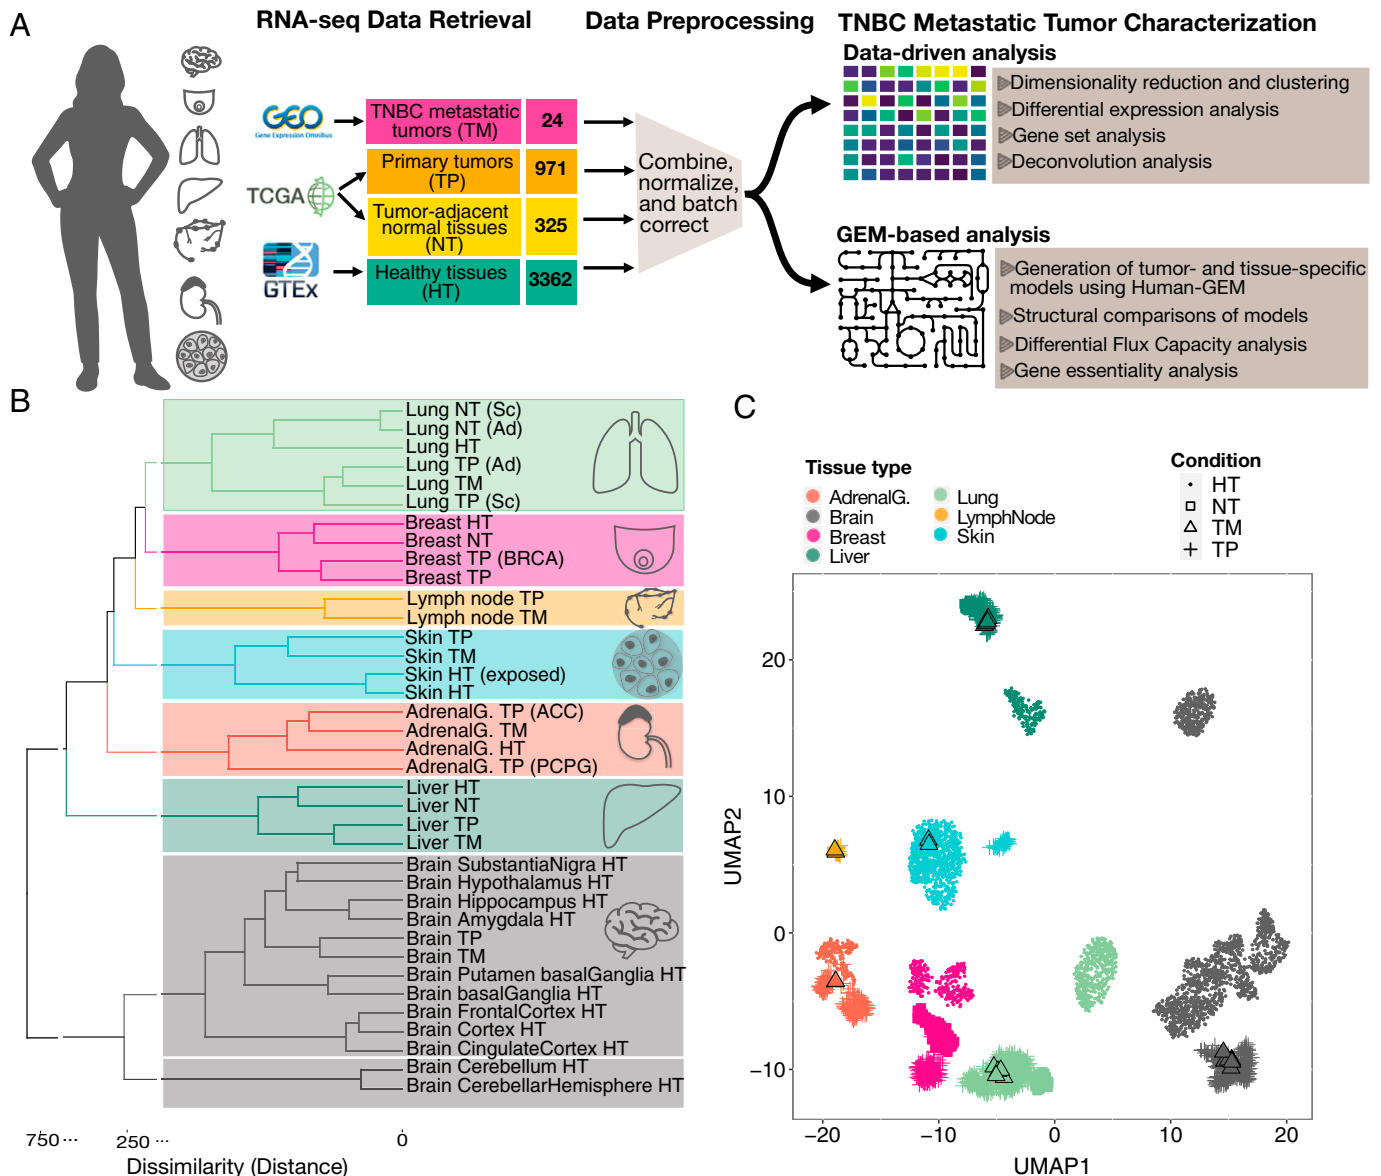 A
RNA-seq Data Retrieval
Data Preprocessing
TNBC Metastatic Tumor Characterization
GEO
Gene Expression Omnibus
TCGA
GTEx
TNBC metastatic
tumors (TM)
24
Primary tumors
(TP)
971
Tumor-adjacent
normal tissues
(NT)
325
Healthy tissues
(HT)
3362
Combine,
normalize,
and batch
correct
Data-driven analysis
Dimensionality reduction and clustering
Differential expression analysis
Gene set analysis
Deconvolution analysis
GEM-based analysis
Generation of tumor- and tissue-specific
models using Human-GEM
Structural comparisons of models
Differential Flux Capacity analysis
Gene essentiality analysis
B
Lung NT (Sc)
Lung NT (Ad)
Lung HT
Lung TP (Ad)
Lung TM
Lung TP (Sc)
Breast HT
Breast NT
Breast TP (BRCA)
Breast TP
Lymph node TP
Lymph node TM
Skin TP
Skin TM
Skin HT (exposed)
Skin HT
AdrenalG. TP (ACC)
AdrenalG. TM
AdrenalG. HT
AdrenalG. TP (PCPG)
Liver HT
Liver NT
Liver TP
Liver TM
Brain SubstantiaNigra HT
Brain Hypothalamus HT
Brain Hippocampus HT
Brain Amygdala HT
Brain TP
Brain TM
Brain Putamen basalGanglia HT
Brain basalGanglia HT
Brain FrontalCortex HT
Brain Cortex HT
Brain CingulateCortex HT
Brain Cerebellum HT
Brain CerebellarHemisphere HT
750 ... 250 ... 0
Dissimilarity (Distance)
C
Tissue type
AdrenalG.
Brain
Breast
Liver
Lung
LymphNode
Skin
Condition
HT
NT
TM
TP
UMAP2
20
10
0
−10
−20 −10 0 10 20
UMAP1